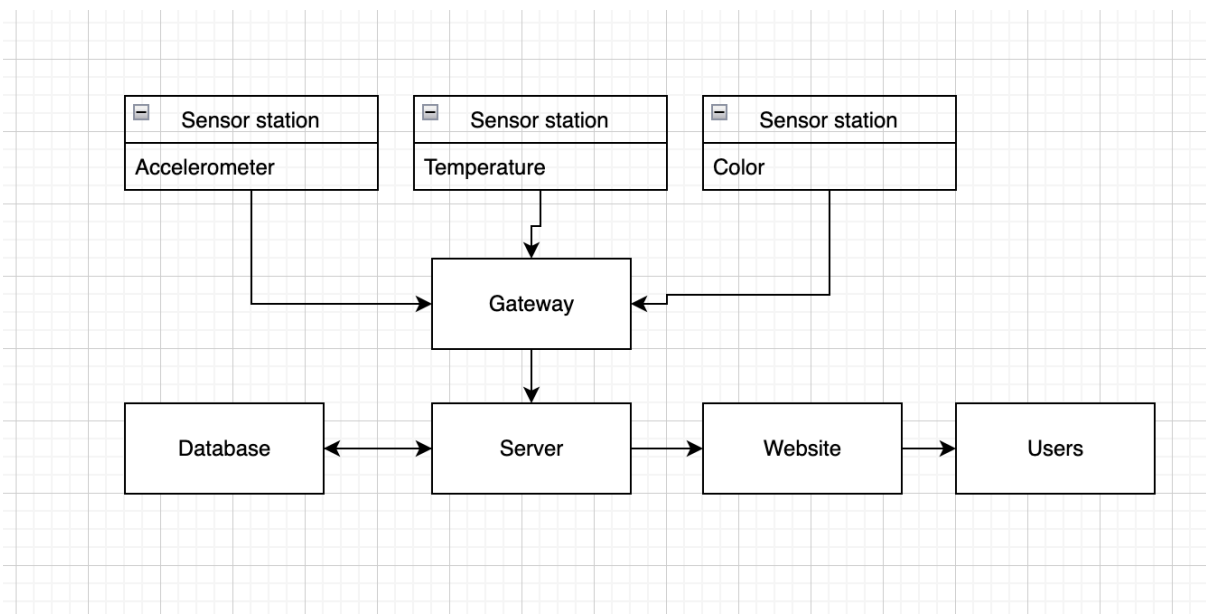 Sensor station
Accelerometer
Sensor station
Temperature
Sensor station
Color
Gateway
Database
Server
Website
Users